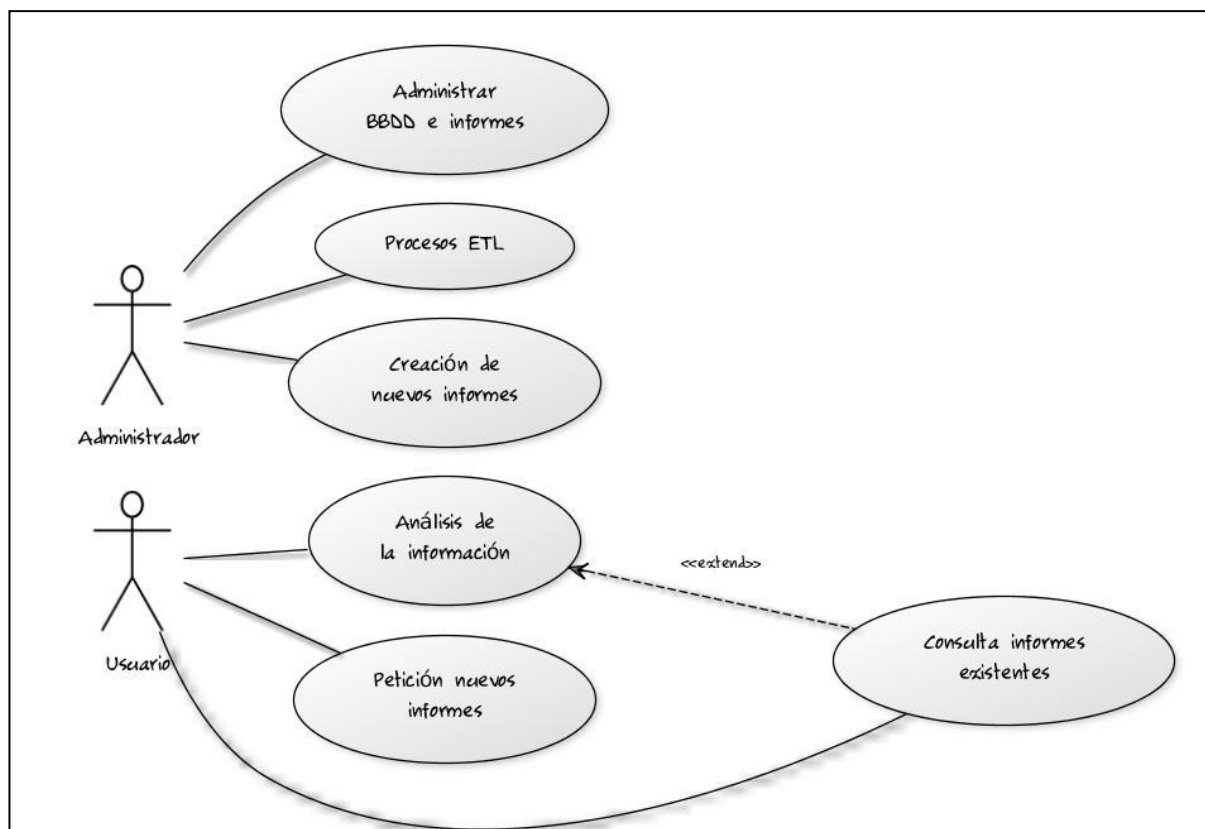 Administrar
BBDD e informes
Procesos ETL
Creación de
nuevos informes
Administrador
Análisis de
la información
<<extend>>
Consulta informes
existentes
Usuario
Petición nuevos
informes